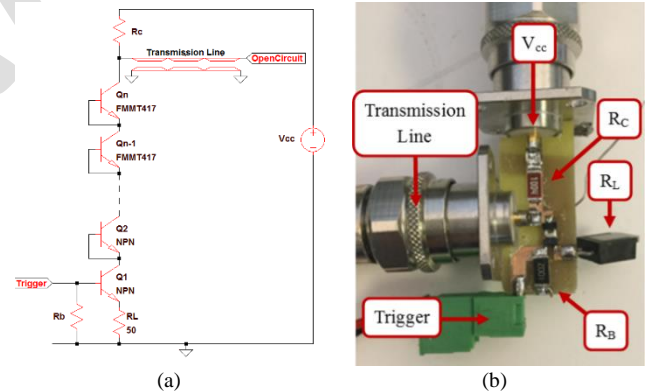 Rc
Transmission Line
OpenCircuit
Qn
FMMT417
Qn-1
FMMT417
Vcc
Q2
NPN
Q1
NPN
Trigger
Rb
RL
50
(a)
Vcc
Transmission
Line
RC
RL
Trigger
RB
(b)